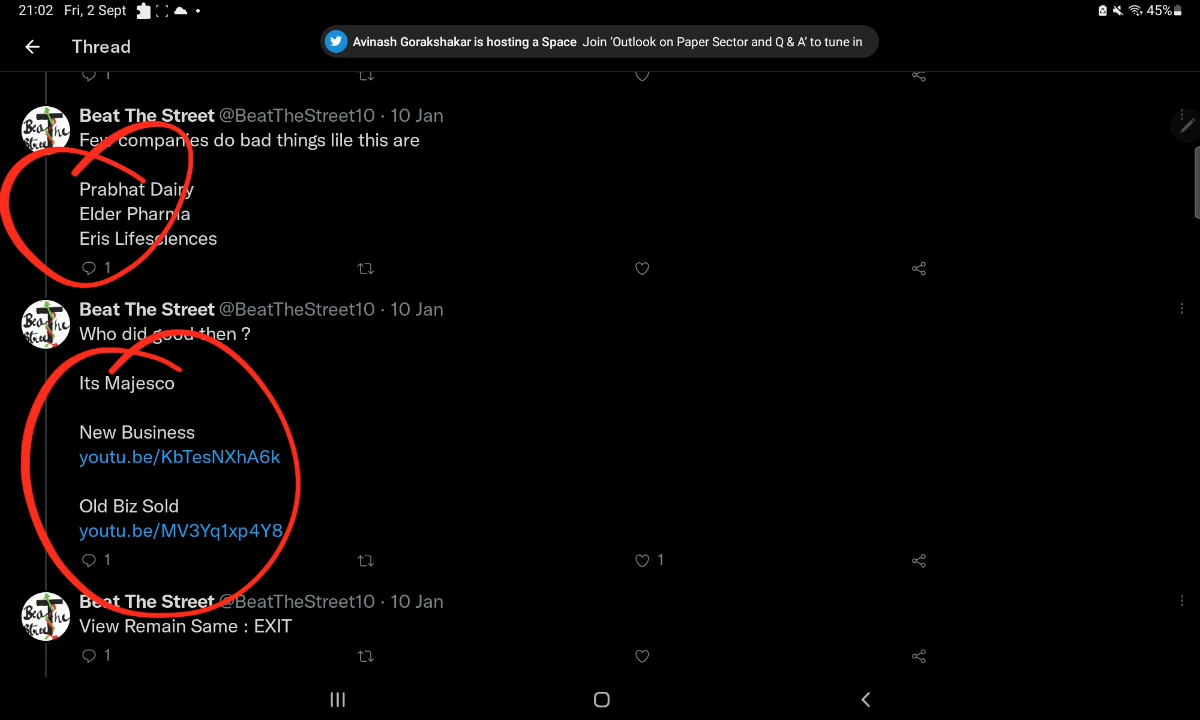 21:02 Fri, 2 Sept 45%
Thread
Avinash Gorakshakar is hosting a Space Join ‘Outlook on Paper Sector and Q & A’ to tune in
1
Beat The Street @BeatTheStreet10 · 10 Jan
Few companies do bad things lile this are
Prabhat Dairy
Elder Pharma
Eris Lifesciences
1
Beat The Street @BeatTheStreet10 · 10 Jan
Who did good then ?
Its Majesco
New Business
youtu.be/KbTesNXhA6k
Old Biz Sold
youtu.be/MV3Yq1xp4Y8
1 1
Beat The Street @BeatTheStreet10 · 10 Jan
View Remain Same : EXIT
1